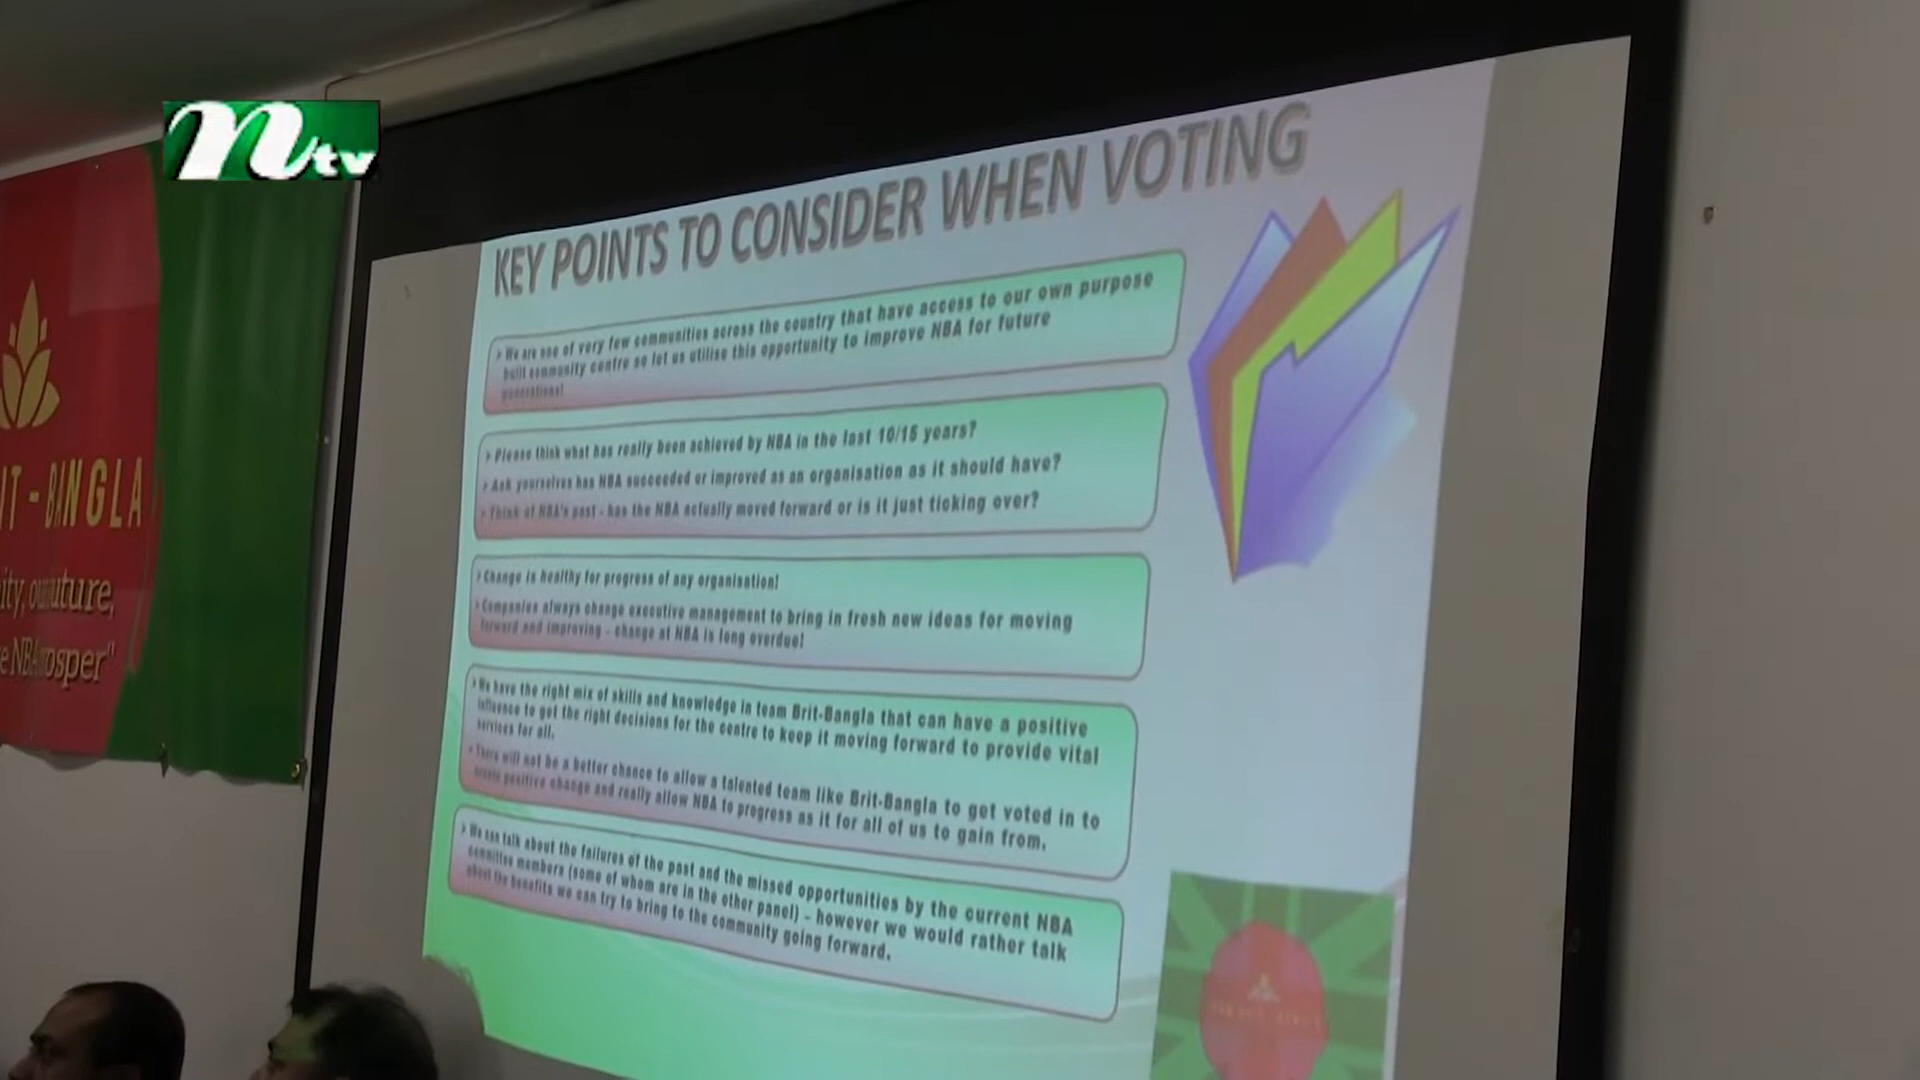 ntv
KEY POINTS TO CONSIDER WHEN VOTING
We are one of very few communities across the country that have access to our own purpose
built community centre so let us utilise this opportunity to improve NBA for future
generations!
Please think what has really been achieved by NBA in the last 10/15 years?
Ask yourselves has NBA succeeded or improved as an organisation as it should have?
Think of NBA's past - has the NBA actually moved forward or is it just ticking over?
Change is healthy for progress of any organisation!
Companies always change executive management to bring in fresh new ideas for moving
forward and improving - change at NBA is long overdue!
We have the right mix of skills and knowledge in team Brit-Bangla that can have a positive
influence to get the right decisions for the centre to keep it moving forward to provide vital
services for all.
There will not be a better chance to allow a talented team like Brit-Bangla to get voted in to
create positive change and really allow NBA to progress as it for all of us to gain from.
We can talk about the failures of the past and the missed opportunities by the current NBA
committee members (some of whom are in the other panel) - however we would rather talk
about the benefits we can try to bring to the community going forward.
IT-BANGLA
ity, our uture,
e NBA rosper"